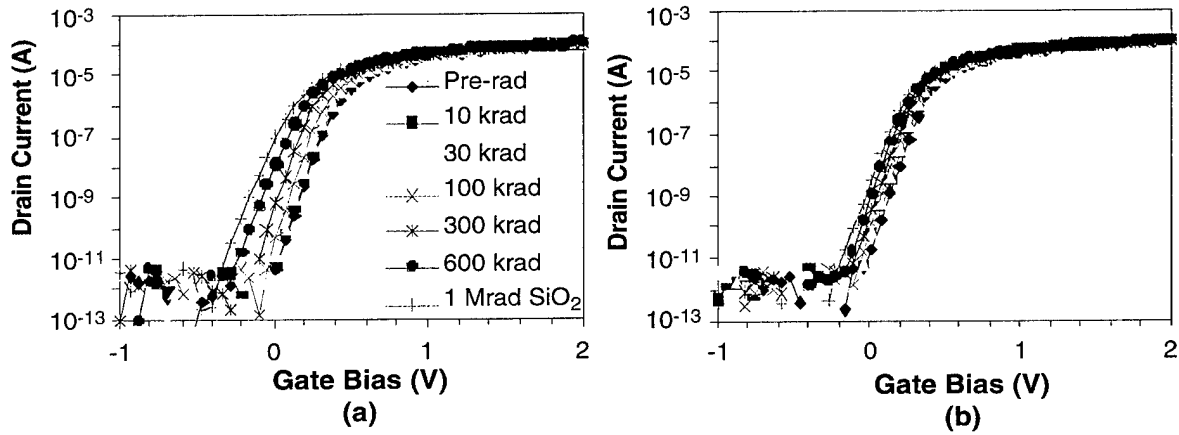 10⁻³
10⁻⁵
10⁻⁷
10⁻⁹
10⁻¹¹
10⁻¹³
Drain Current (A)
-1
0
1
2
Gate Bias (V)
(a)
Pre-rad
10 krad
30 krad
100 krad
300 krad
600 krad
1 Mrad SiO₂
10⁻³
10⁻⁵
10⁻⁷
10⁻⁹
10⁻¹¹
10⁻¹³
Drain Current (A)
-1
0
1
2
Gate Bias (V)
(b)